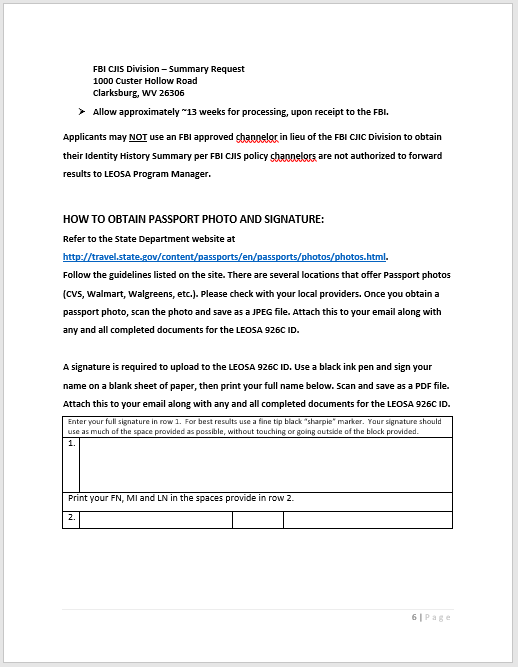 FBI CJIS Division – Summary Request
1000 Custer Hollow Road
Clarksburg, WV 26306
➤ Allow approximately ~13 weeks for processing, upon receipt to the FBI.
Applicants may NOT use an FBI approved channelor in lieu of the FBI CJIC Division to obtain
their Identity History Summary per FBI CJIS policy channelors are not authorized to forward
results to LEOSA Program Manager.
HOW TO OBTAIN PASSPORT PHOTO AND SIGNATURE:
Refer to the State Department website at
http://travel.state.gov/content/passports/en/passports/photos/photos.html.
Follow the guidelines listed on the site. There are several locations that offer Passport photos
(CVS, Walmart, Walgreens, etc.). Please check with your local providers. Once you obtain a
passport photo, scan the photo and save as a JPEG file. Attach this to your email along with
any and all completed documents for the LEOSA 926C ID.
A signature is required to upload to the LEOSA 926C ID. Use a black ink pen and sign your
name on a blank sheet of paper, then print your full name below. Scan and save as a PDF file.
Attach this to your email along with any and all completed documents for the LEOSA 926C ID.
Enter your full signature in row 1. For best results use a fine tip black "sharpie" marker. Your signature should
use as much of the space provided as possible, without touching or going outside of the block provided.
1.
Print your FN, MI and LN in the spaces provide in row 2.
2.
6 | Page